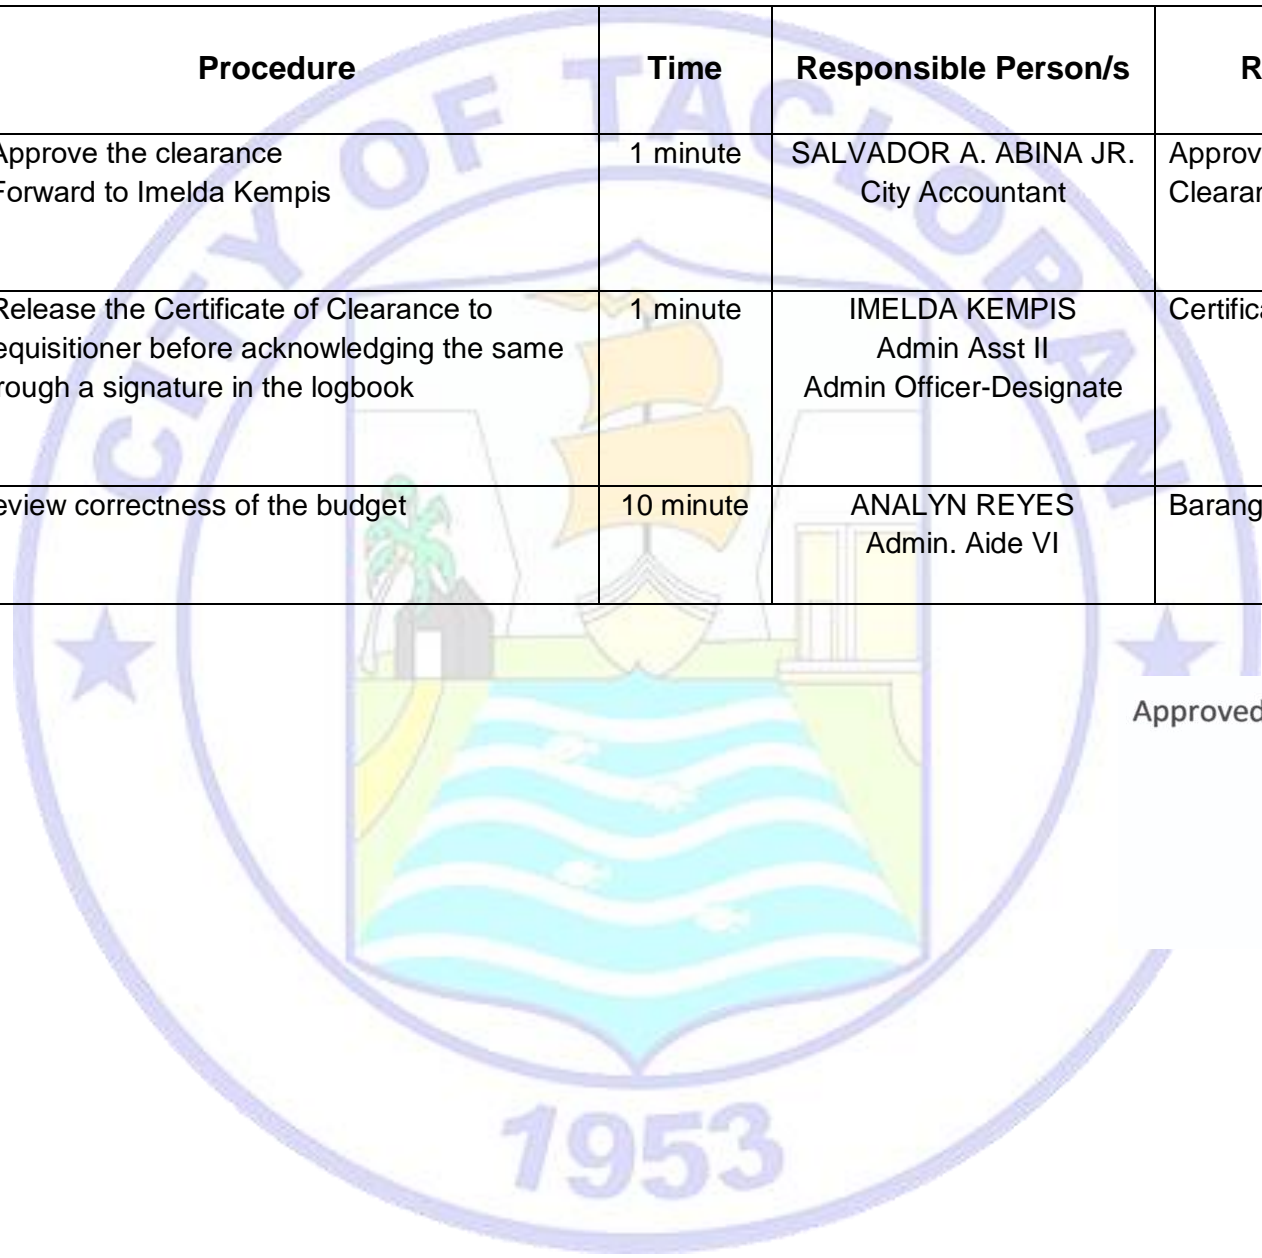 Procedure Time Responsible Person/s R
Approve the clearance 1 minute SALVADOR A. ABINA JR. Approv
Forward to Imelda Kempis City Accountant Clearan
Release the Certificate of Clearance to 1 minute IMELDA KEMPIS Certifica
equisitioner before acknowledging the same Admin Asst II
rough a signature in the logbook Admin Officer-Designate
eview correctness of the budget 10 minute ANALYN REYES Barang
Admin. Aide VI
Approved
CITY OF TACLOBAN
1953